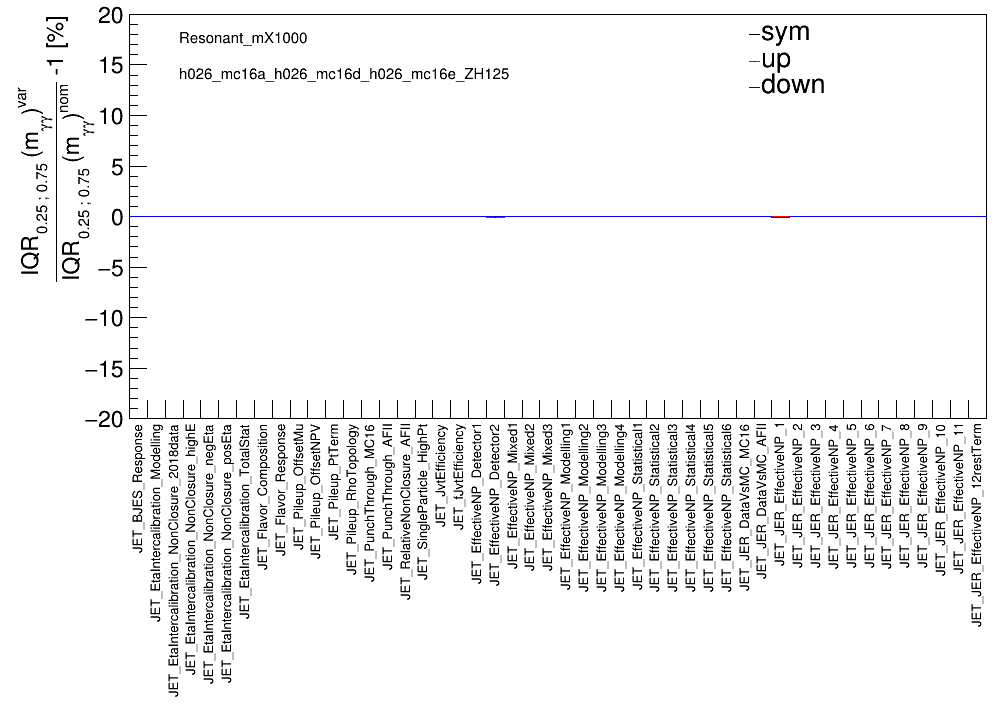 IQR0.25 ; 0.75 (mγγ)var
IQR0.25 ; 0.75 (mγγ)nom
-1 [%]
20
15
10
5
0
−5
−10
−15
−20
Resonant_mX1000
h026_mc16a_h026_mc16d_h026_mc16e_ZH125
sym
up
down
JET_BJES_Response
JET_EtaIntercalibration_Modelling
JET_EtaIntercalibration_NonClosure_2018data
JET_EtaIntercalibration_NonClosure_highE
JET_EtaIntercalibration_NonClosure_negEta
JET_EtaIntercalibration_NonClosure_posEta
JET_EtaIntercalibration_TotalStat
JET_Flavor_Composition
JET_Flavor_Response
JET_Pileup_OffsetMu
JET_Pileup_OffsetNPV
JET_Pileup_PtTerm
JET_Pileup_RhoTopology
JET_PunchThrough_MC16
JET_PunchThrough_AFII
JET_RelativeNonClosure_AFII
JET_SingleParticle_HighPt
JET_JvtEfficiency
JET_fJvtEfficiency
JET_EffectiveNP_Detector1
JET_EffectiveNP_Detector2
JET_EffectiveNP_Mixed1
JET_EffectiveNP_Mixed2
JET_EffectiveNP_Mixed3
JET_EffectiveNP_Modelling1
JET_EffectiveNP_Modelling2
JET_EffectiveNP_Modelling3
JET_EffectiveNP_Modelling4
JET_EffectiveNP_Statistical1
JET_EffectiveNP_Statistical2
JET_EffectiveNP_Statistical3
JET_EffectiveNP_Statistical4
JET_EffectiveNP_Statistical5
JET_EffectiveNP_Statistical6
JET_JER_DataVsMC_MC16
JET_JER_DataVsMC_AFII
JET_JER_EffectiveNP_1
JET_JER_EffectiveNP_2
JET_JER_EffectiveNP_3
JET_JER_EffectiveNP_4
JET_JER_EffectiveNP_5
JET_JER_EffectiveNP_6
JET_JER_EffectiveNP_7
JET_JER_EffectiveNP_8
JET_JER_EffectiveNP_9
JET_JER_EffectiveNP_10
JET_JER_EffectiveNP_11
JET_JER_EffectiveNP_12restTerm